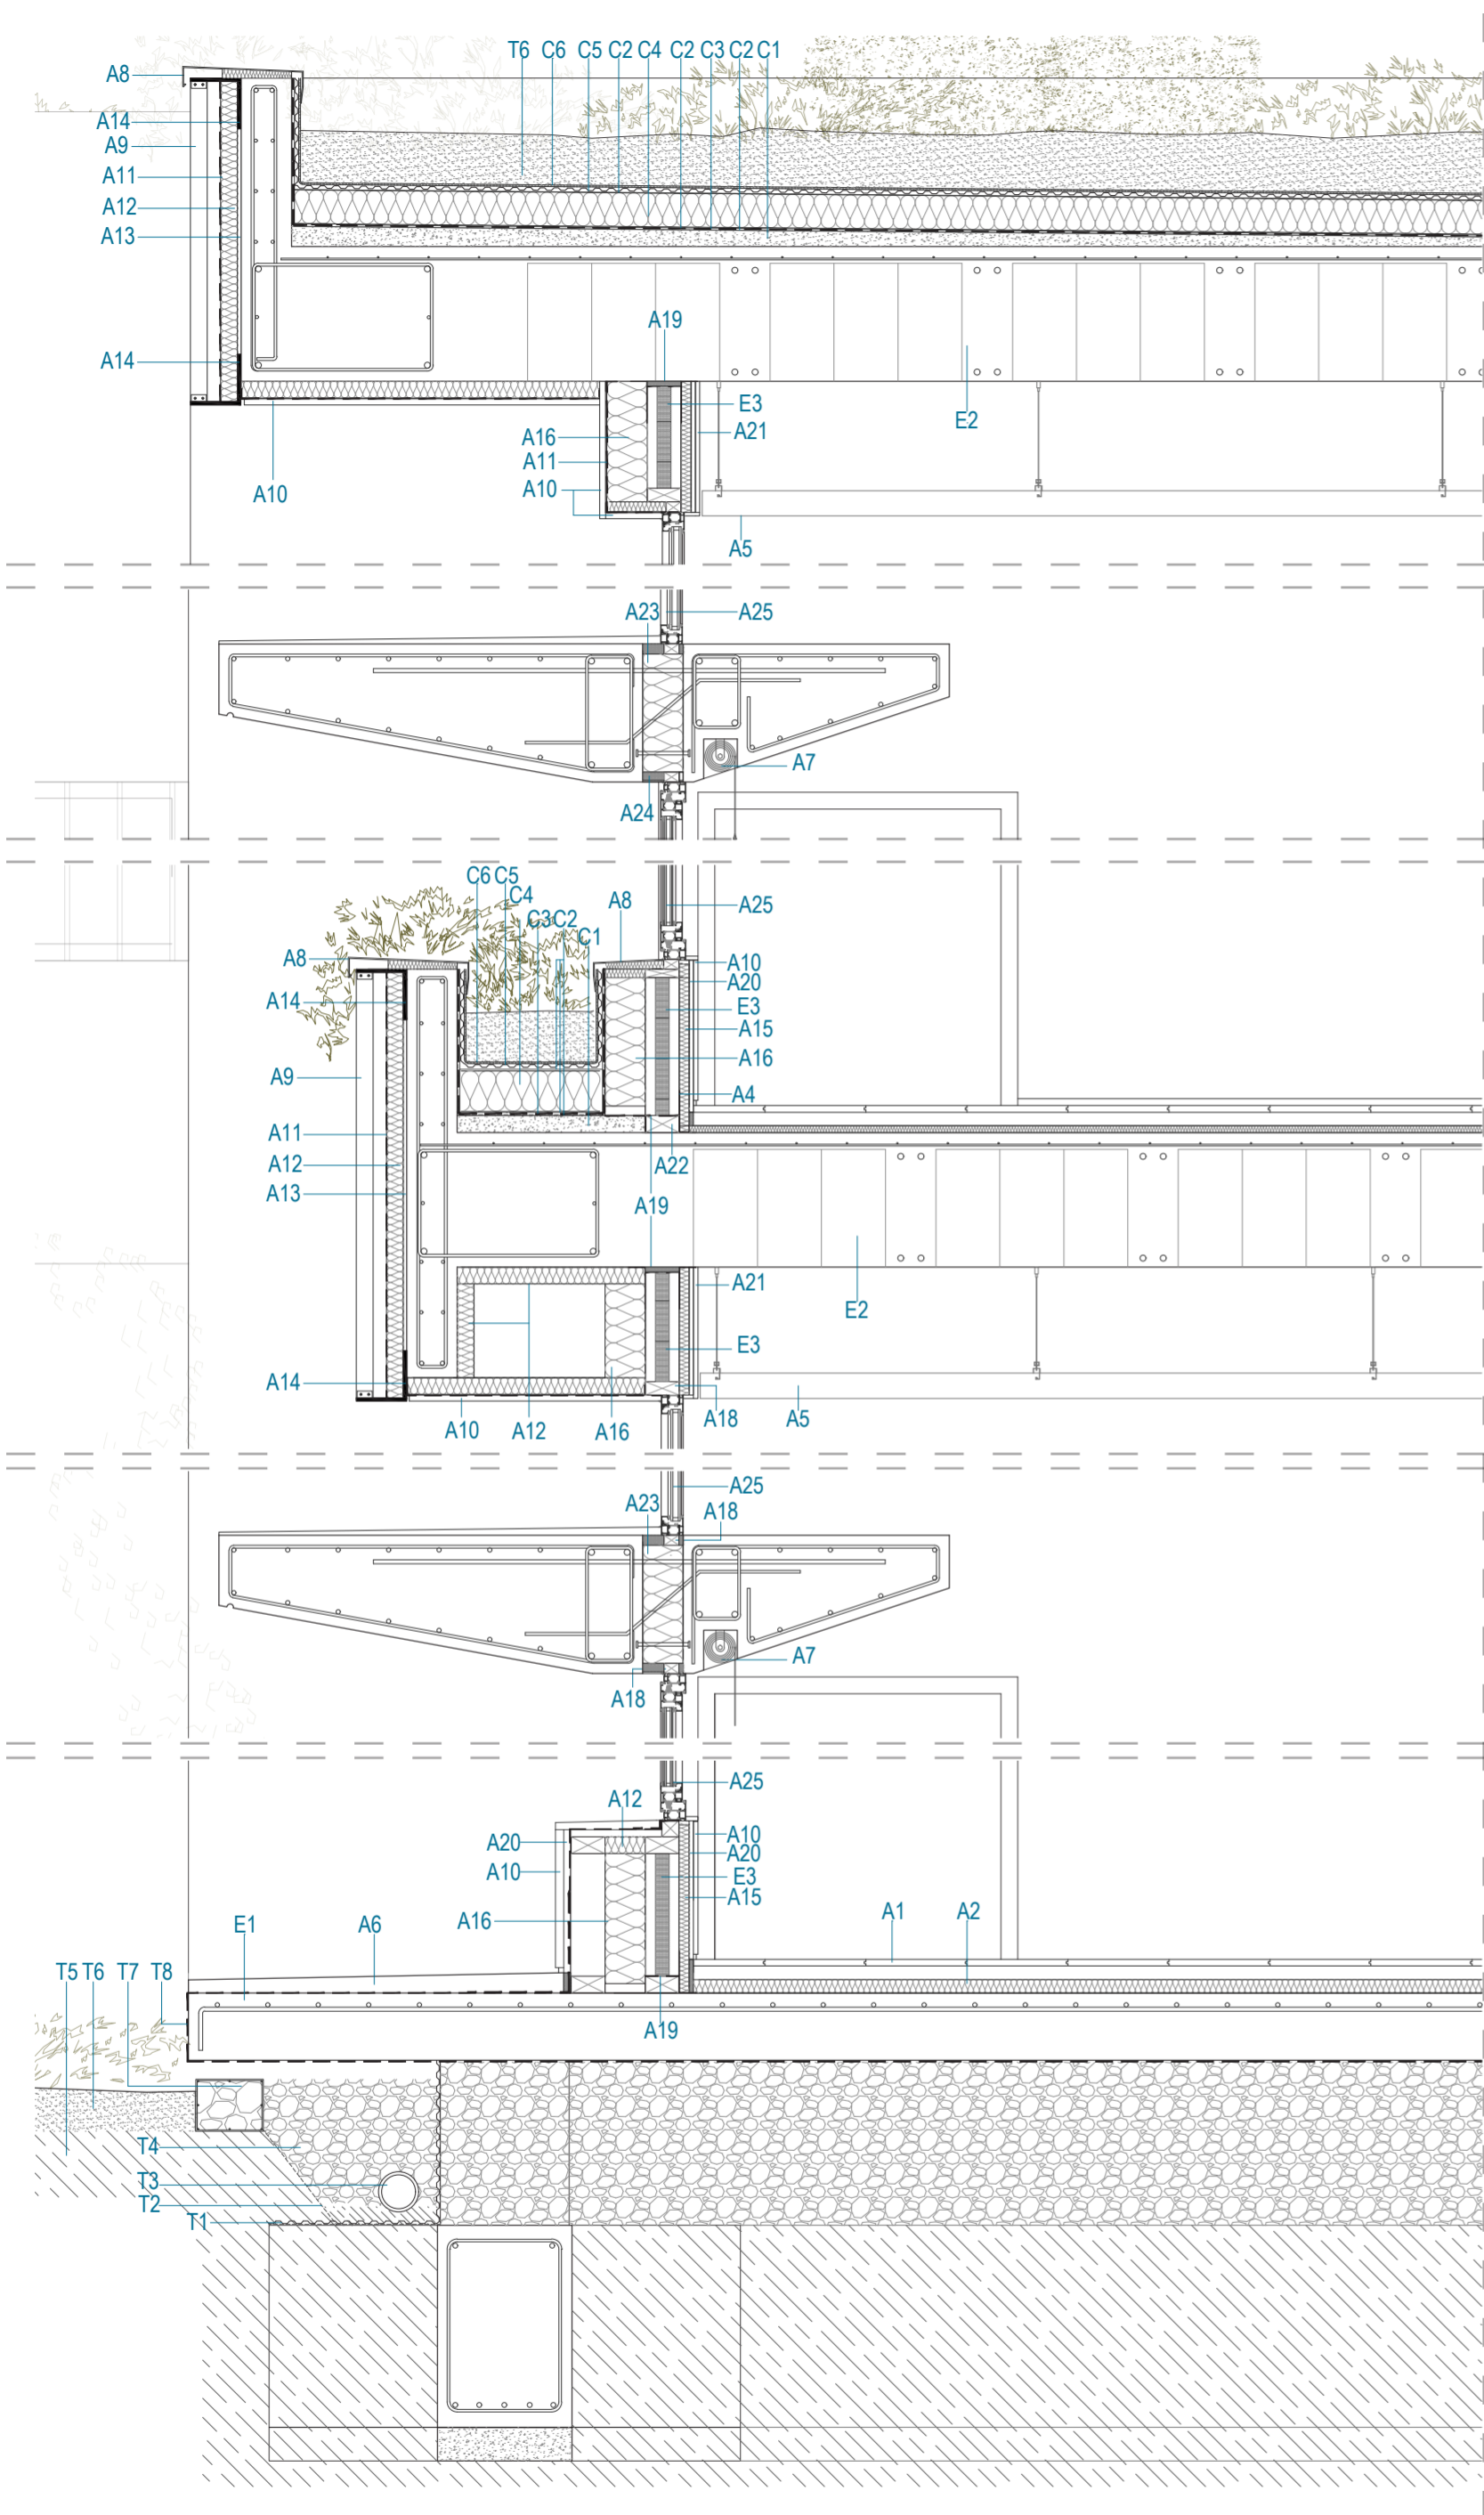 T6 C6 C5 C2 C4 C2 C3 C2 C1
A8
A14
A9
A11
A12
A13
A19
A14
E3
E2
A21
A16
A11
A10
A10
A5
A23 A25
A7
A24
C6 C5
C4
C3 C2
C1
A8
A25
A8
A10
A20
A14
E3
A15
A16
A9
A4
A11
A12
A22
A13
A19
A21
E2
E3
A14
A10 A12 A16 A18 A5
A25
A23 A18
A7
A18
A25
A12
A20 A10
A20
A10 E3
A15
A16 A1 A2
E1 A6
T5 T6 T7 T8
A19
T4
T3
T2
T1